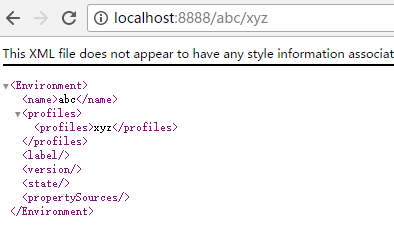 localhost:8888/abc/xyz
This XML file does not appear to have any style information associat
▼<Environment>
<name>abc</name>
▼<profiles>
<profiles>xyz</profiles>
</profiles>
<label/>
<version/>
<state/>
<propertySources/>
</Environment>